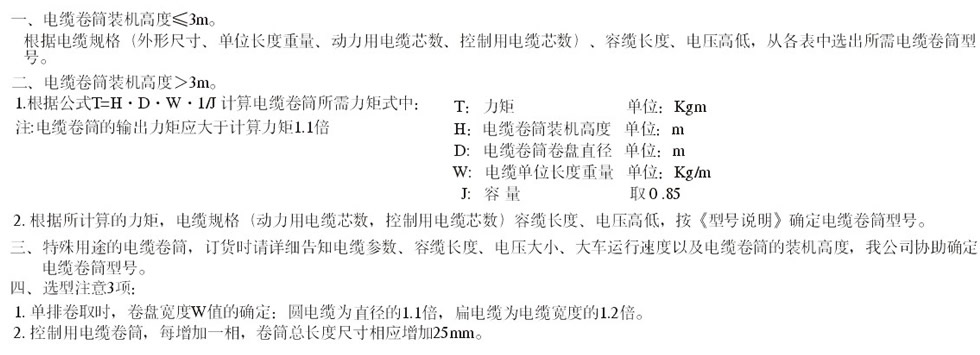 一、电缆卷筒装机高度≤3m。
根据电缆规格（外形尺寸、单位长度重量、动力用电缆芯数、控制用电缆芯数）、容缆长度、电压高低，从各表中选出所需电缆卷筒型
号。
二、电缆卷筒装机高度>3m。
1.根据公式T=H·D·W·1/J 计算电缆卷筒所需力矩式中：
T： 力矩 单位：Kgm
注:电缆卷筒的输出力矩应大于计算力矩1.1倍
H：电缆卷筒装机高度 单位：m
D：电缆卷筒卷盘直径 单位：m
W：电缆单位长度重量 单位：Kg/m
J：容 量 取 0 .85
2. 根据所计算的力矩，电缆规格（动力用电缆芯数，控制用电缆芯数）容缆长度、电压高低，按《型号说明》确定电缆卷筒型号。
三、特殊用途的电缆卷筒，订货时请详细告知电缆参数、容缆长度、电压大小、大车运行速度以及电缆卷筒的装机高度，我公司协助确定
电缆卷筒型号。
四、选型注意3项：
1. 单排卷取时，卷盘宽度W值的确定：圆电缆为直径的1.1倍，扁电缆为电缆宽度的1.2倍。
2. 控制用电缆卷筒，每增加一相，卷筒总长度尺寸相应增加25mm。